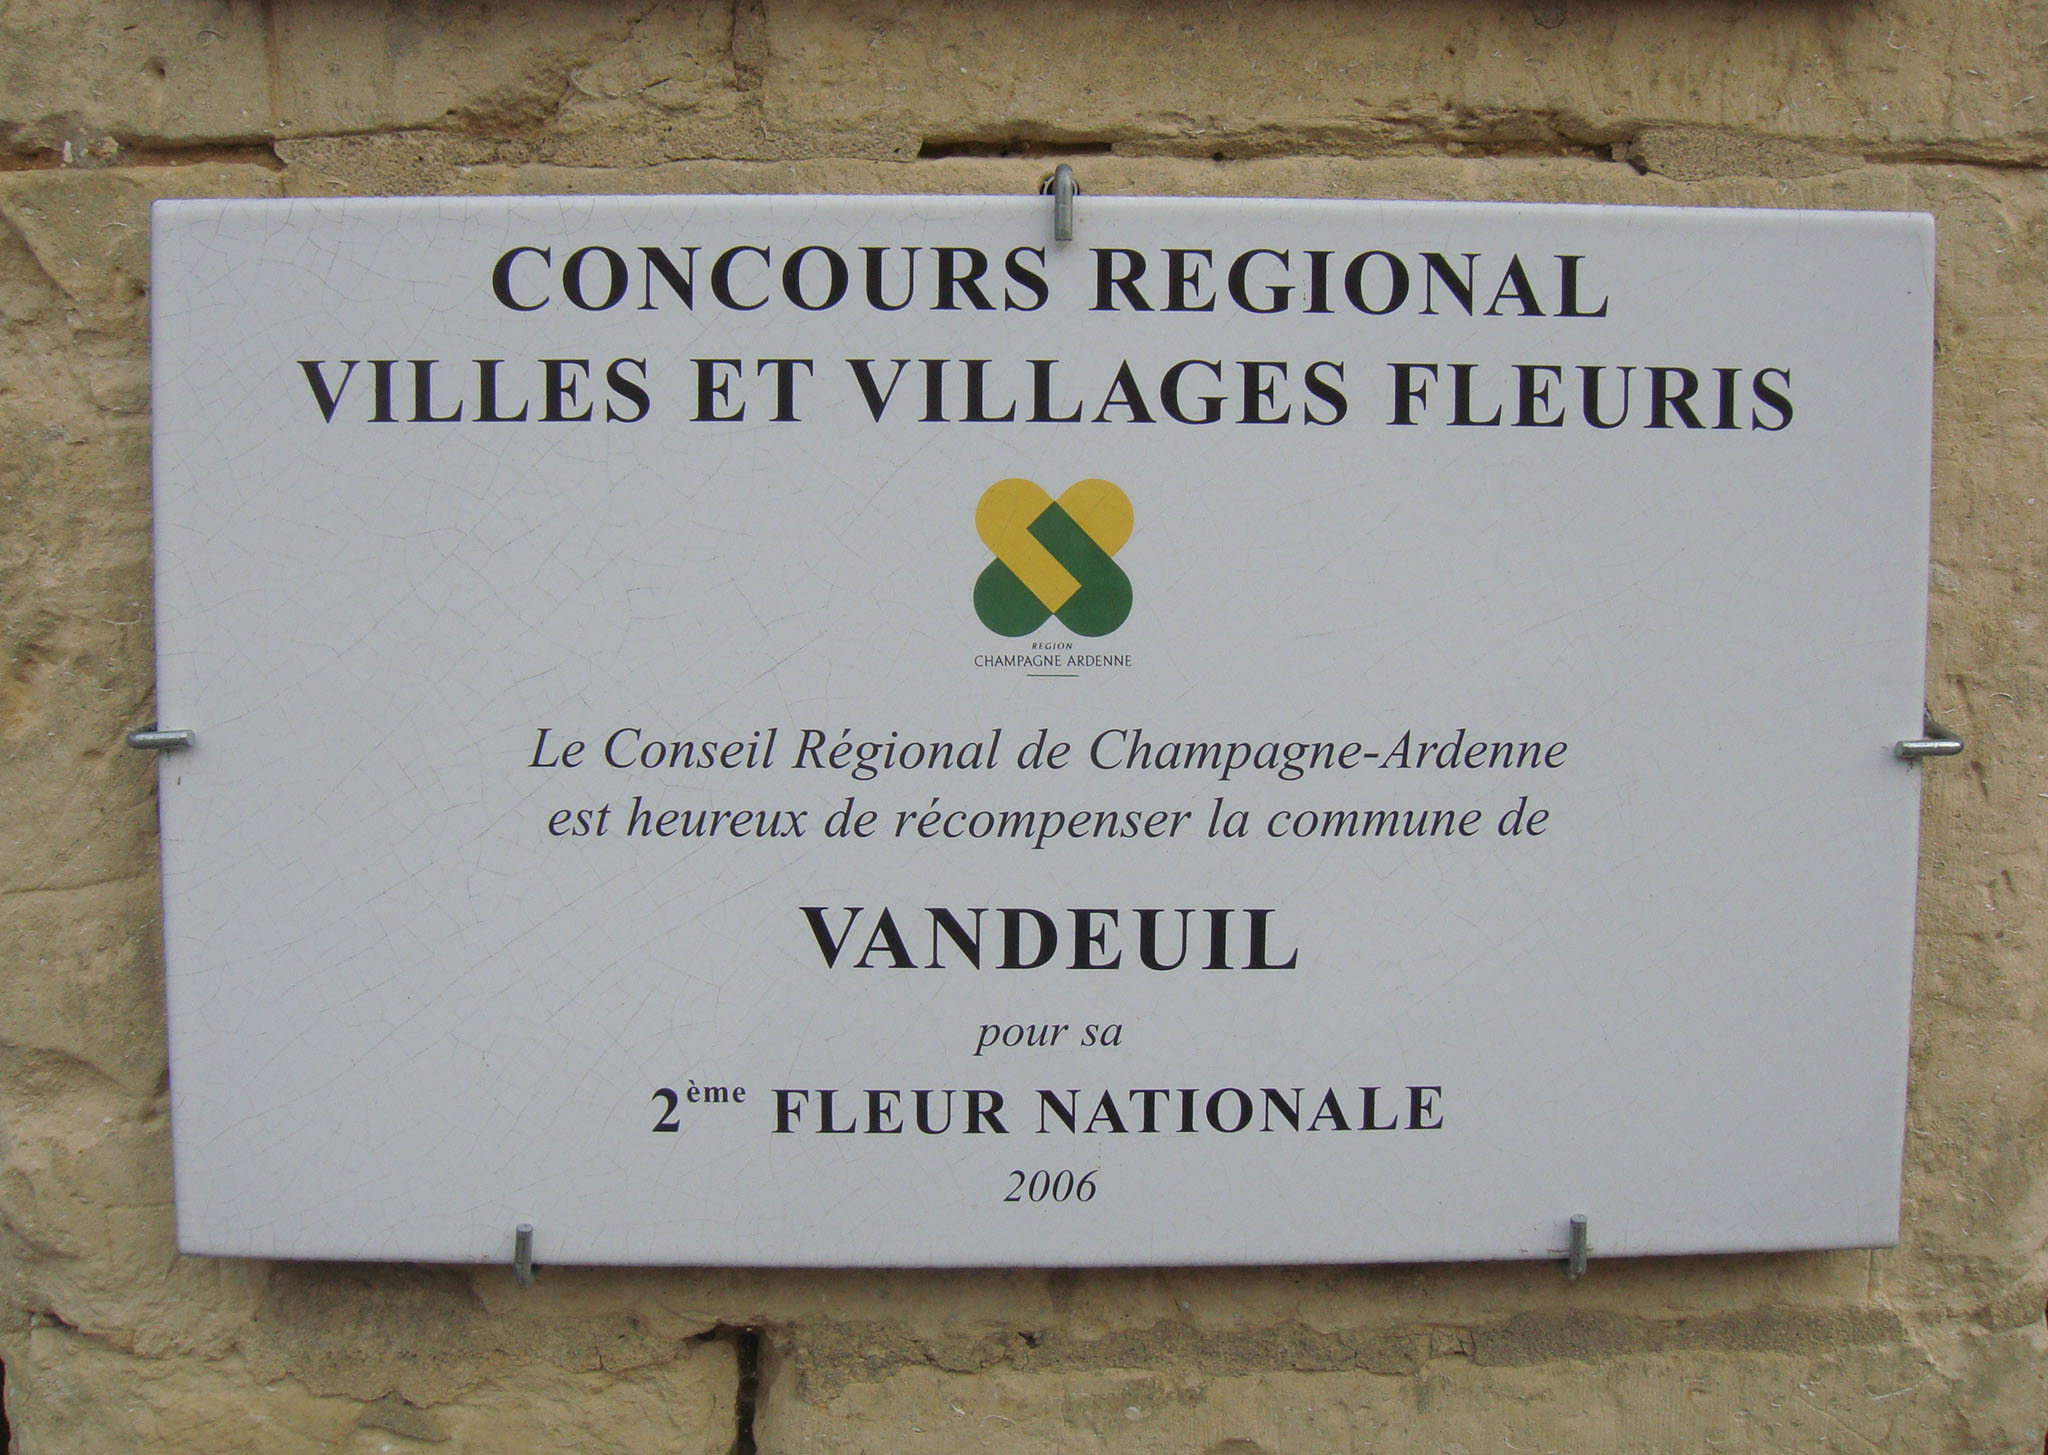 CONCOURS REGIONAL
VILLES ET VILLAGES FLEURIS
REGION
CHAMPAGNE ARDENNE
Le Conseil Régional de Champagne-Ardenne
est heureux de récompenser la commune de
VANDEUIL
pour sa
2ème FLEUR NATIONALE
2006